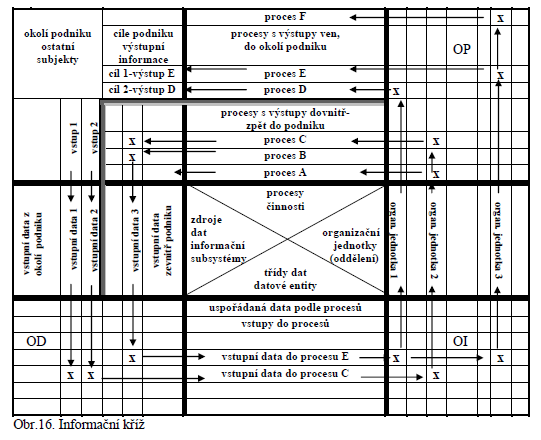 okolí podniku
ostatní
subjekty
cíle podniku
výstupní
informace
cíl 1-výstup E
cíl 2-výstup D
proces F
procesy s výstupy ven,
do okolí podniku
proces E
proces D
OP
x
x
x
vstup 1
vstup 2
procesy s výstupy dovnitř-
zpět do podniku
proces C
proces B
proces A
x
x
x
x
vstupní data z
okolí podniku
vstupní data 1
vstupní data 2
vstupní data 3
vstupní data
zevnitř podniku
procesy
činnosti
zdroje
dat
informační
subsystémy
organizační
jednotky
(oddělení)
třídy dat
datové entity
organ. jednotka 1
organ. jednotka 2
organ. jednotka 3
uspořádaná data podle procesů
vstupy do procesů
OD
OI
x
vstupní data do procesu E
x
x
x
x
vstupní data do procesu C
x
Obr.16. Informační kříž